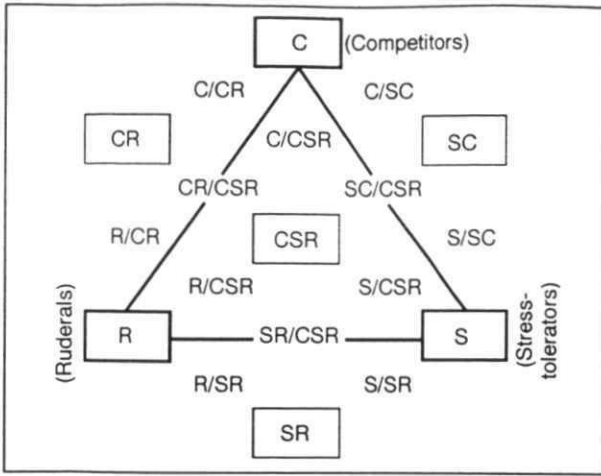 C (Competitors)
C/CR C/SC
CR C/CSR SC
CR/CSR SC/CSR
R/CR CSR S/SC
R/CSR S/CSR
(Ruderals) R SR/CSR S (Stress-
tolerators)
R/SR S/SR
SR